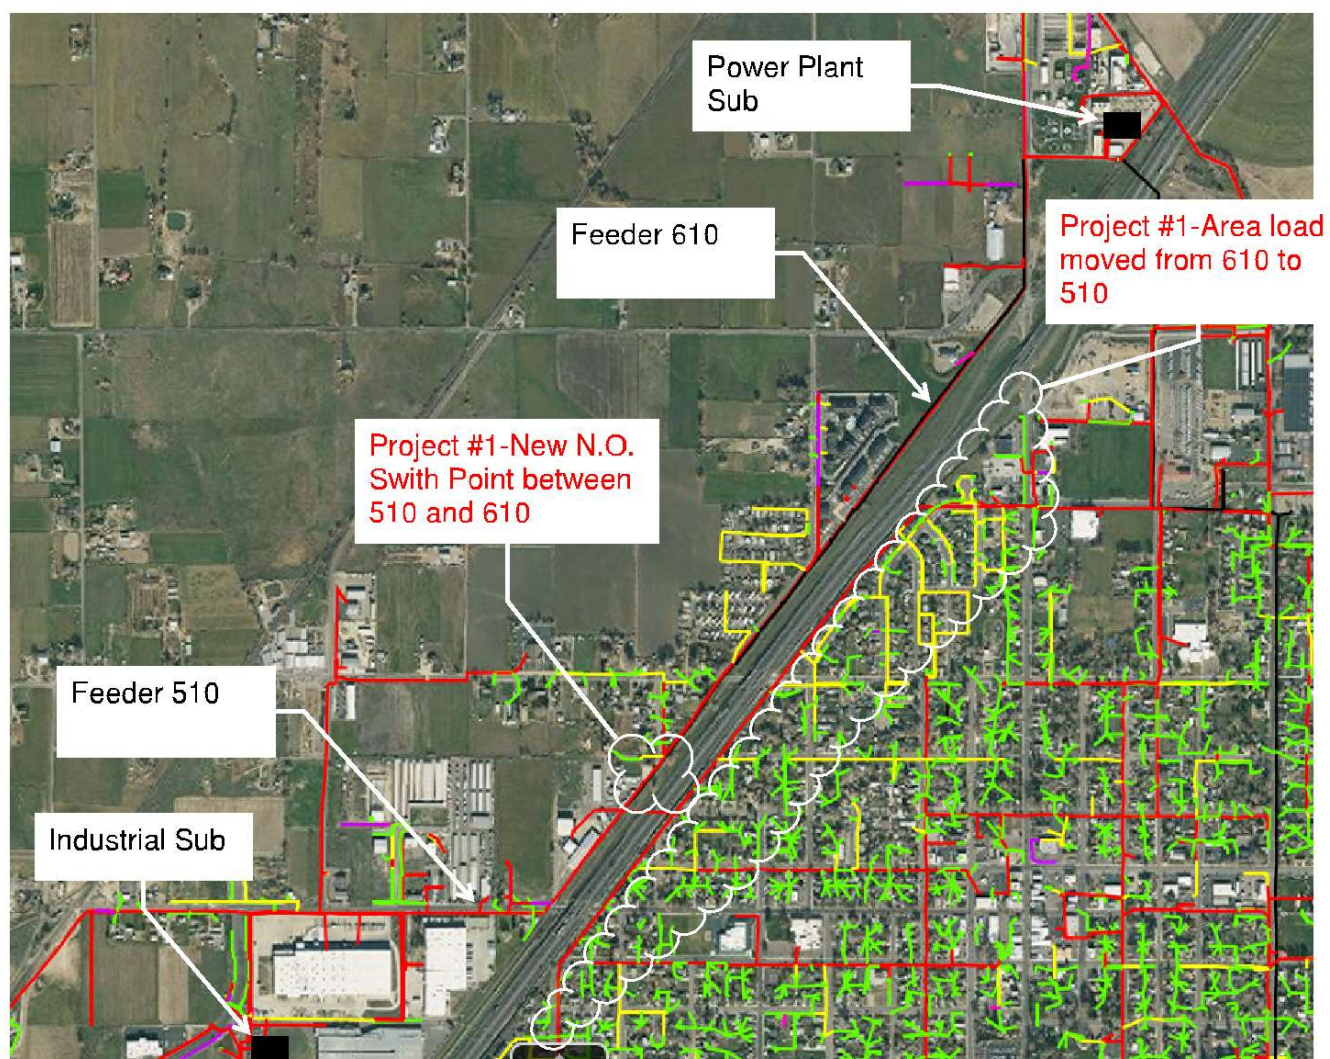 Power Plant
Sub
Feeder 610
Project #1-Area load
moved from 610 to
510
Project #1-New N.O.
Swith Point between
510 and 610
Feeder 510
Industrial Sub